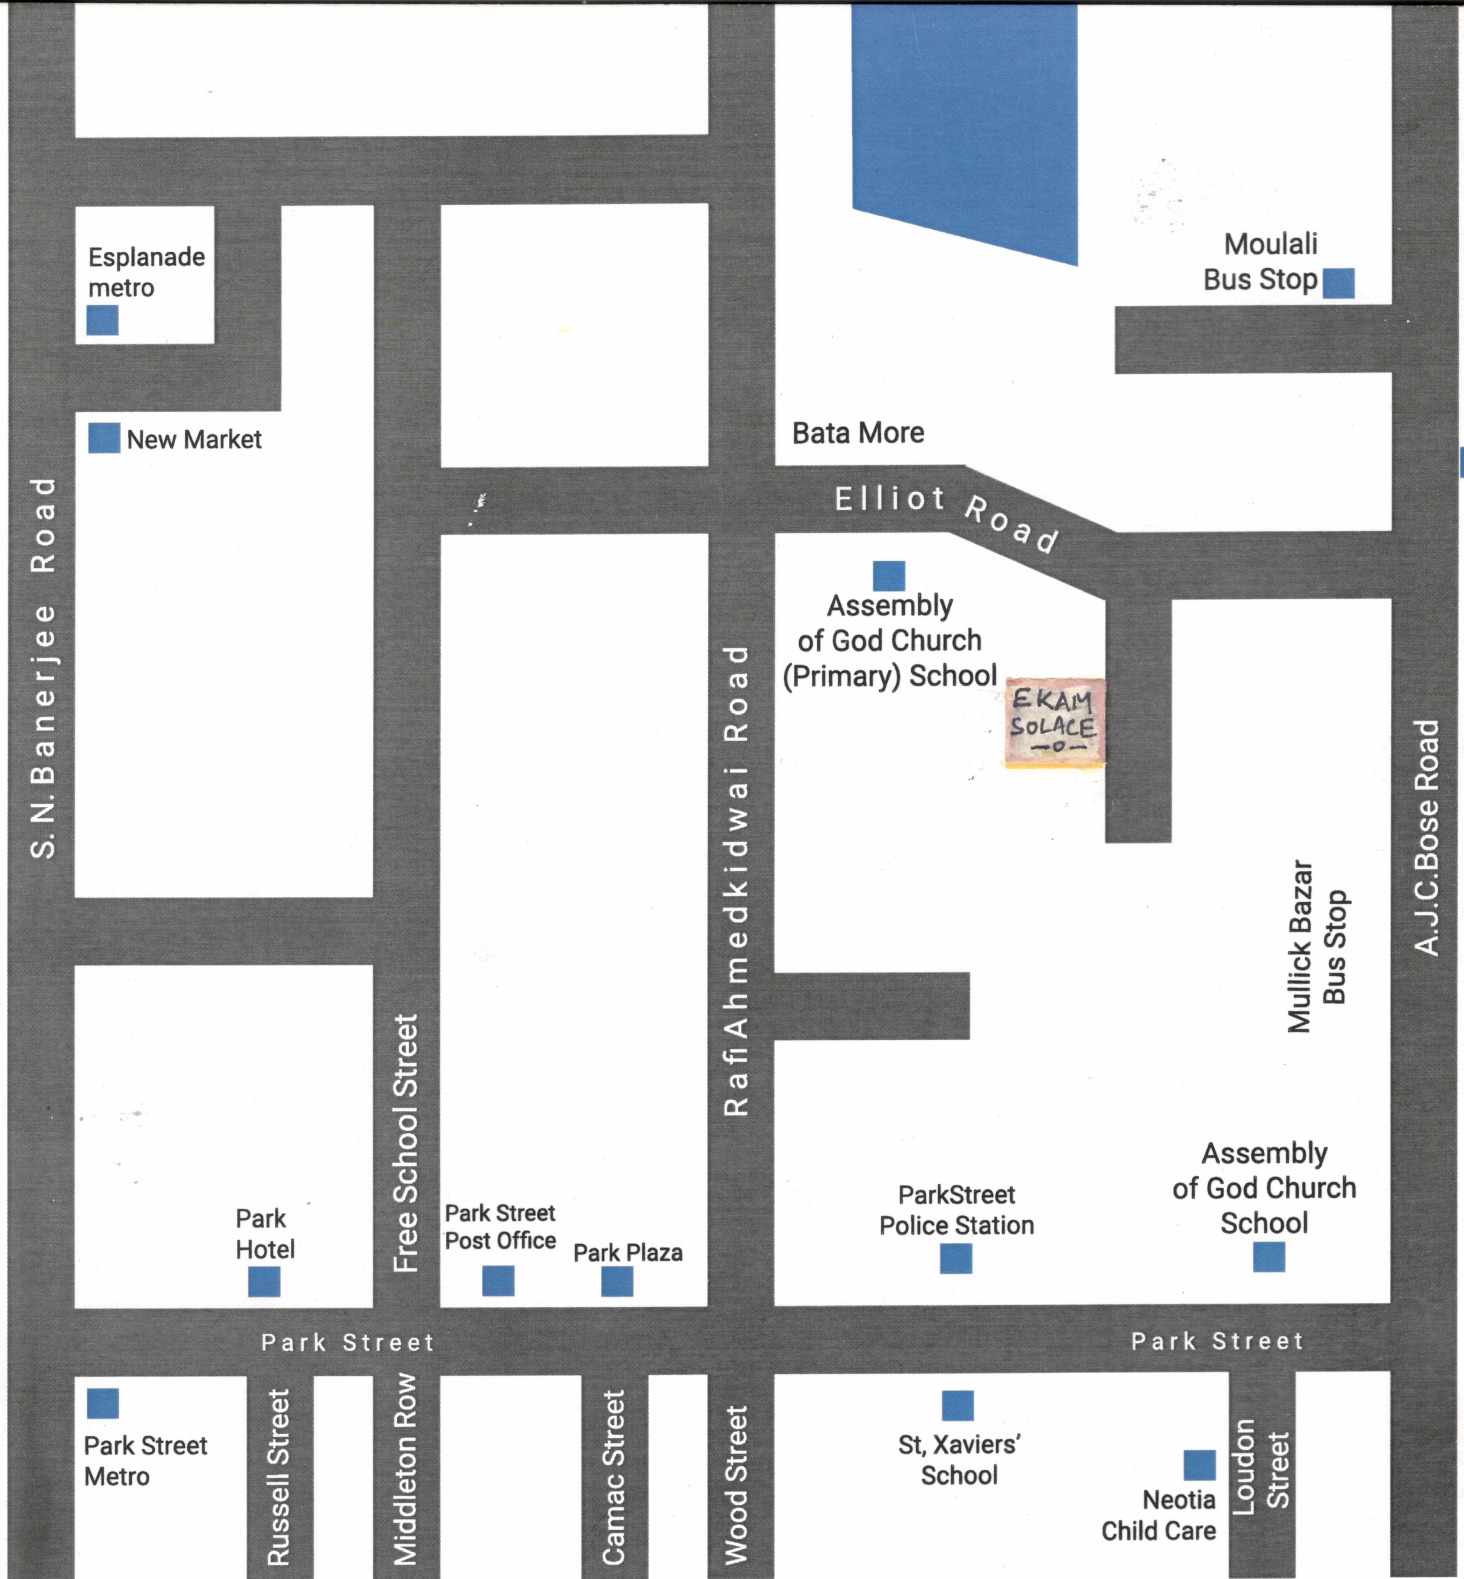 Esplanade
metro
New Market
Moulali
Bus Stop
Bata More
Elliot Road
Assembly
of God Church
(Primary) School
EKAM
SOLACE
S.N.Banerjee Road
RafiAhmedkidwai Road
A.J.C.Bose Road
Mullick Bazar
Bus Stop
Free School Street
Park
Hotel
Park Street
Post Office
Park Plaza
ParkStreet
Police Station
Assembly
of God Church
School
Park Street
Park Street
Park Street
Metro
Russell Street
Middleton Row
Camac Street
Wood Street
St, Xaviers’
School
Neotia
Child Care
Loudon
Street